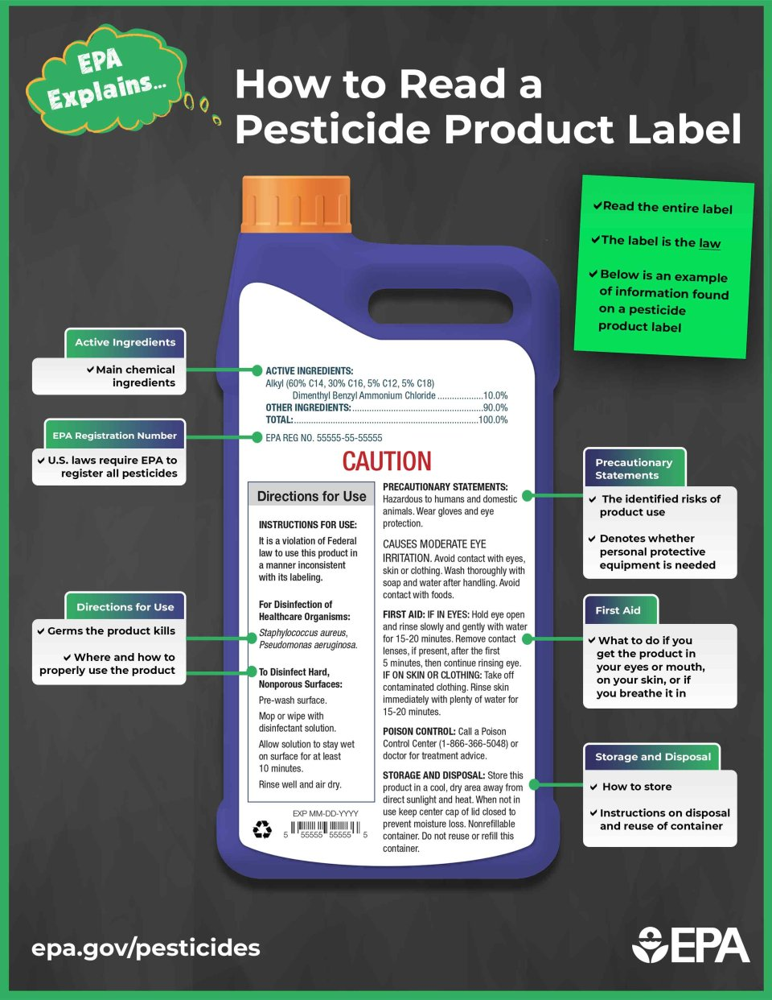 EPA
Explains...
How to Read a
Pesticide Product Label
✓Read the entire label
✓The label is the law
✓Below is an example
of information found
on a pesticide
product label
Active Ingredients
✓Main chemical
ingredients
EPA Registration Number
✓U.S. laws require EPA to
register all pesticides
Directions for Use
✓Germs the product kills
✓Where and how to
properly use the product
ACTIVE INGREDIENTS:
Alkyl (60% C14, 30% C16, 5% C12, 5% C18)
Dimenthyl Benzyl Ammonium Chloride ...................10.0%
OTHER INGREDIENTS:......................................................90.0%
TOTAL:.............................................................................100.0%
EPA REG NO. 55555-55-55555
CAUTION
Directions for Use
INSTRUCTIONS FOR USE:
It is a violation of Federal
law to use this product in
a manner inconsistent
with its labeling.
For Disinfection of
Healthcare Organisms:
Staphylococcus aureus,
Pseudomonas aeruginosa.
To Disinfect Hard,
Nonporous Surfaces:
Pre-wash surface.
Mop or wipe with
disinfectant solution.
Allow solution to stay wet
on surface for at least
10 minutes.
Rinse well and air dry.
EXP MM-DD-YYYY
5 55555 55555 5
PRECAUTIONARY STATEMENTS:
Hazardous to humans and domestic
animals. Wear gloves and eye
protection.
CAUSES MODERATE EYE
IRRITATION. Avoid contact with eyes,
skin or clothing. Wash thoroughly with
soap and water after handling. Avoid
contact with foods.
FIRST AID: IF IN EYES: Hold eye open
and rinse slowly and gently with water
for 15-20 minutes. Remove contact
lenses, if present, after the first
5 minutes, then continue rinsing eye.
IF ON SKIN OR CLOTHING: Take off
contaminated clothing. Rinse skin
immediately with plenty of water for
15-20 minutes.
POISON CONTROL: Call a Poison
Control Center (1-866-366-5048) or
doctor for treatment advice.
STORAGE AND DISPOSAL: Store this
product in a cool, dry area away from
direct sunlight and heat. When not in
use keep center cap of lid closed to
prevent moisture loss. Nonrefillable
container. Do not reuse or refill this
container.
Precautionary
Statements
✓ The identified risks of
product use
✓ Denotes whether
personal protective
equipment is needed
First Aid
✓ What to do if you
get the product in
your eyes or mouth,
on your skin, or if
you breathe it in
Storage and Disposal
✓ How to store
✓ Instructions on disposal
and reuse of container
epa.gov/pesticides
EPA